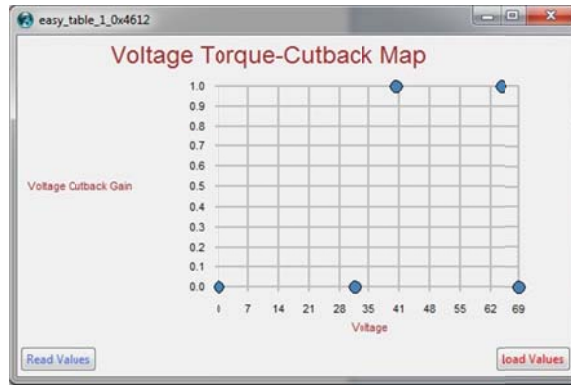 easy_table_1_0x4612
Voltage Torque-Cutback Map
1.0
0.9
0.8
0.7
0.6
Voltage Cutback Gain
0.5
0.4
0.3
0.2
0.1
0.0
7 14 21 28 35 41 48 55 62 69
Voltage
Read Values
Load Values